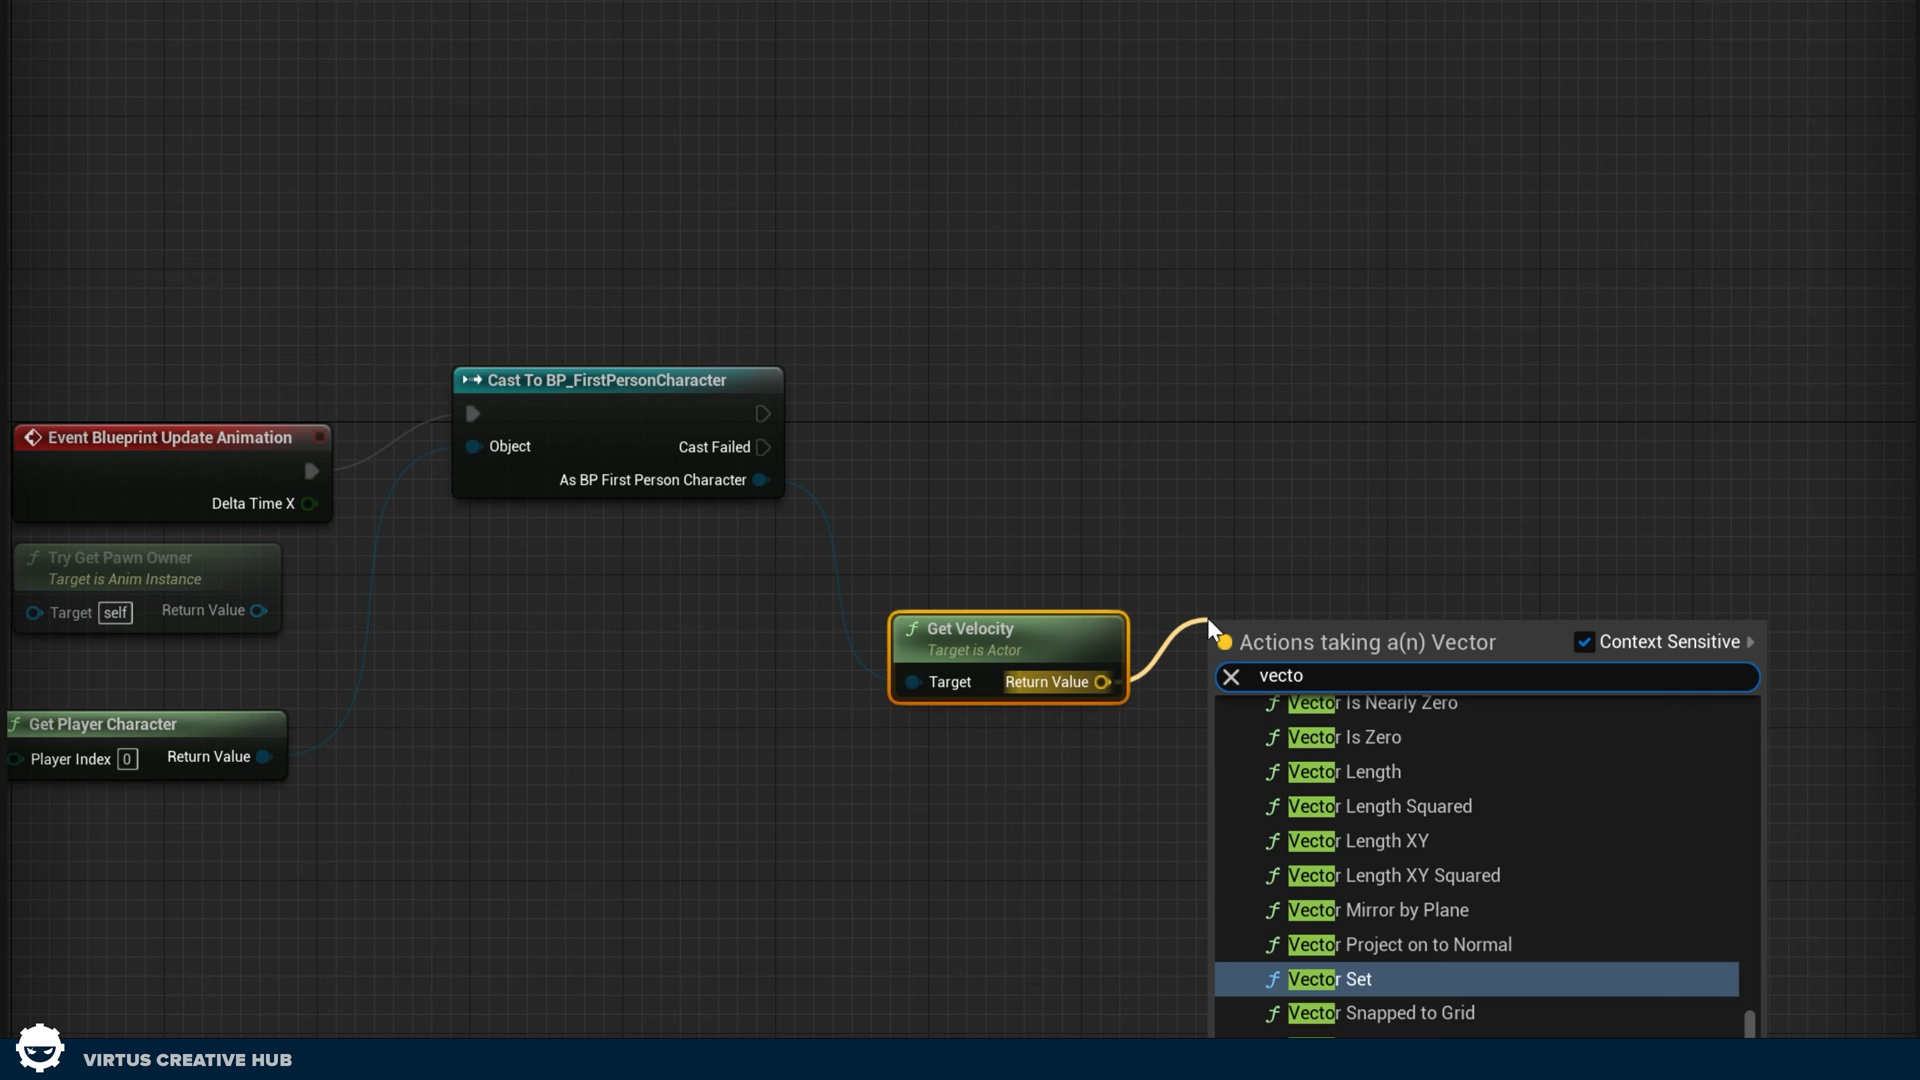 Cast To BP_FirstPersonCharacter
Object
Cast Failed
As BP First Person Character
Event Blueprint Update Animation
Delta Time X
f Try Get Pawn Owner
Target is Anim Instance
Target self Return Value
f Get Player Character
Player Index 0 Return Value
f Get Velocity
Target is Actor
Target Return Value
Actions taking a(n) Vector Context Sensitive
vecto
f Vector Is Nearly Zero
f Vector Is Zero
f Vector Length
f Vector Length Squared
f Vector Length XY
f Vector Length XY Squared
f Vector Mirror by Plane
f Vector Project on to Normal
f Vector Set
f Vector Snapped to Grid
VIRTUS CREATIVE HUB